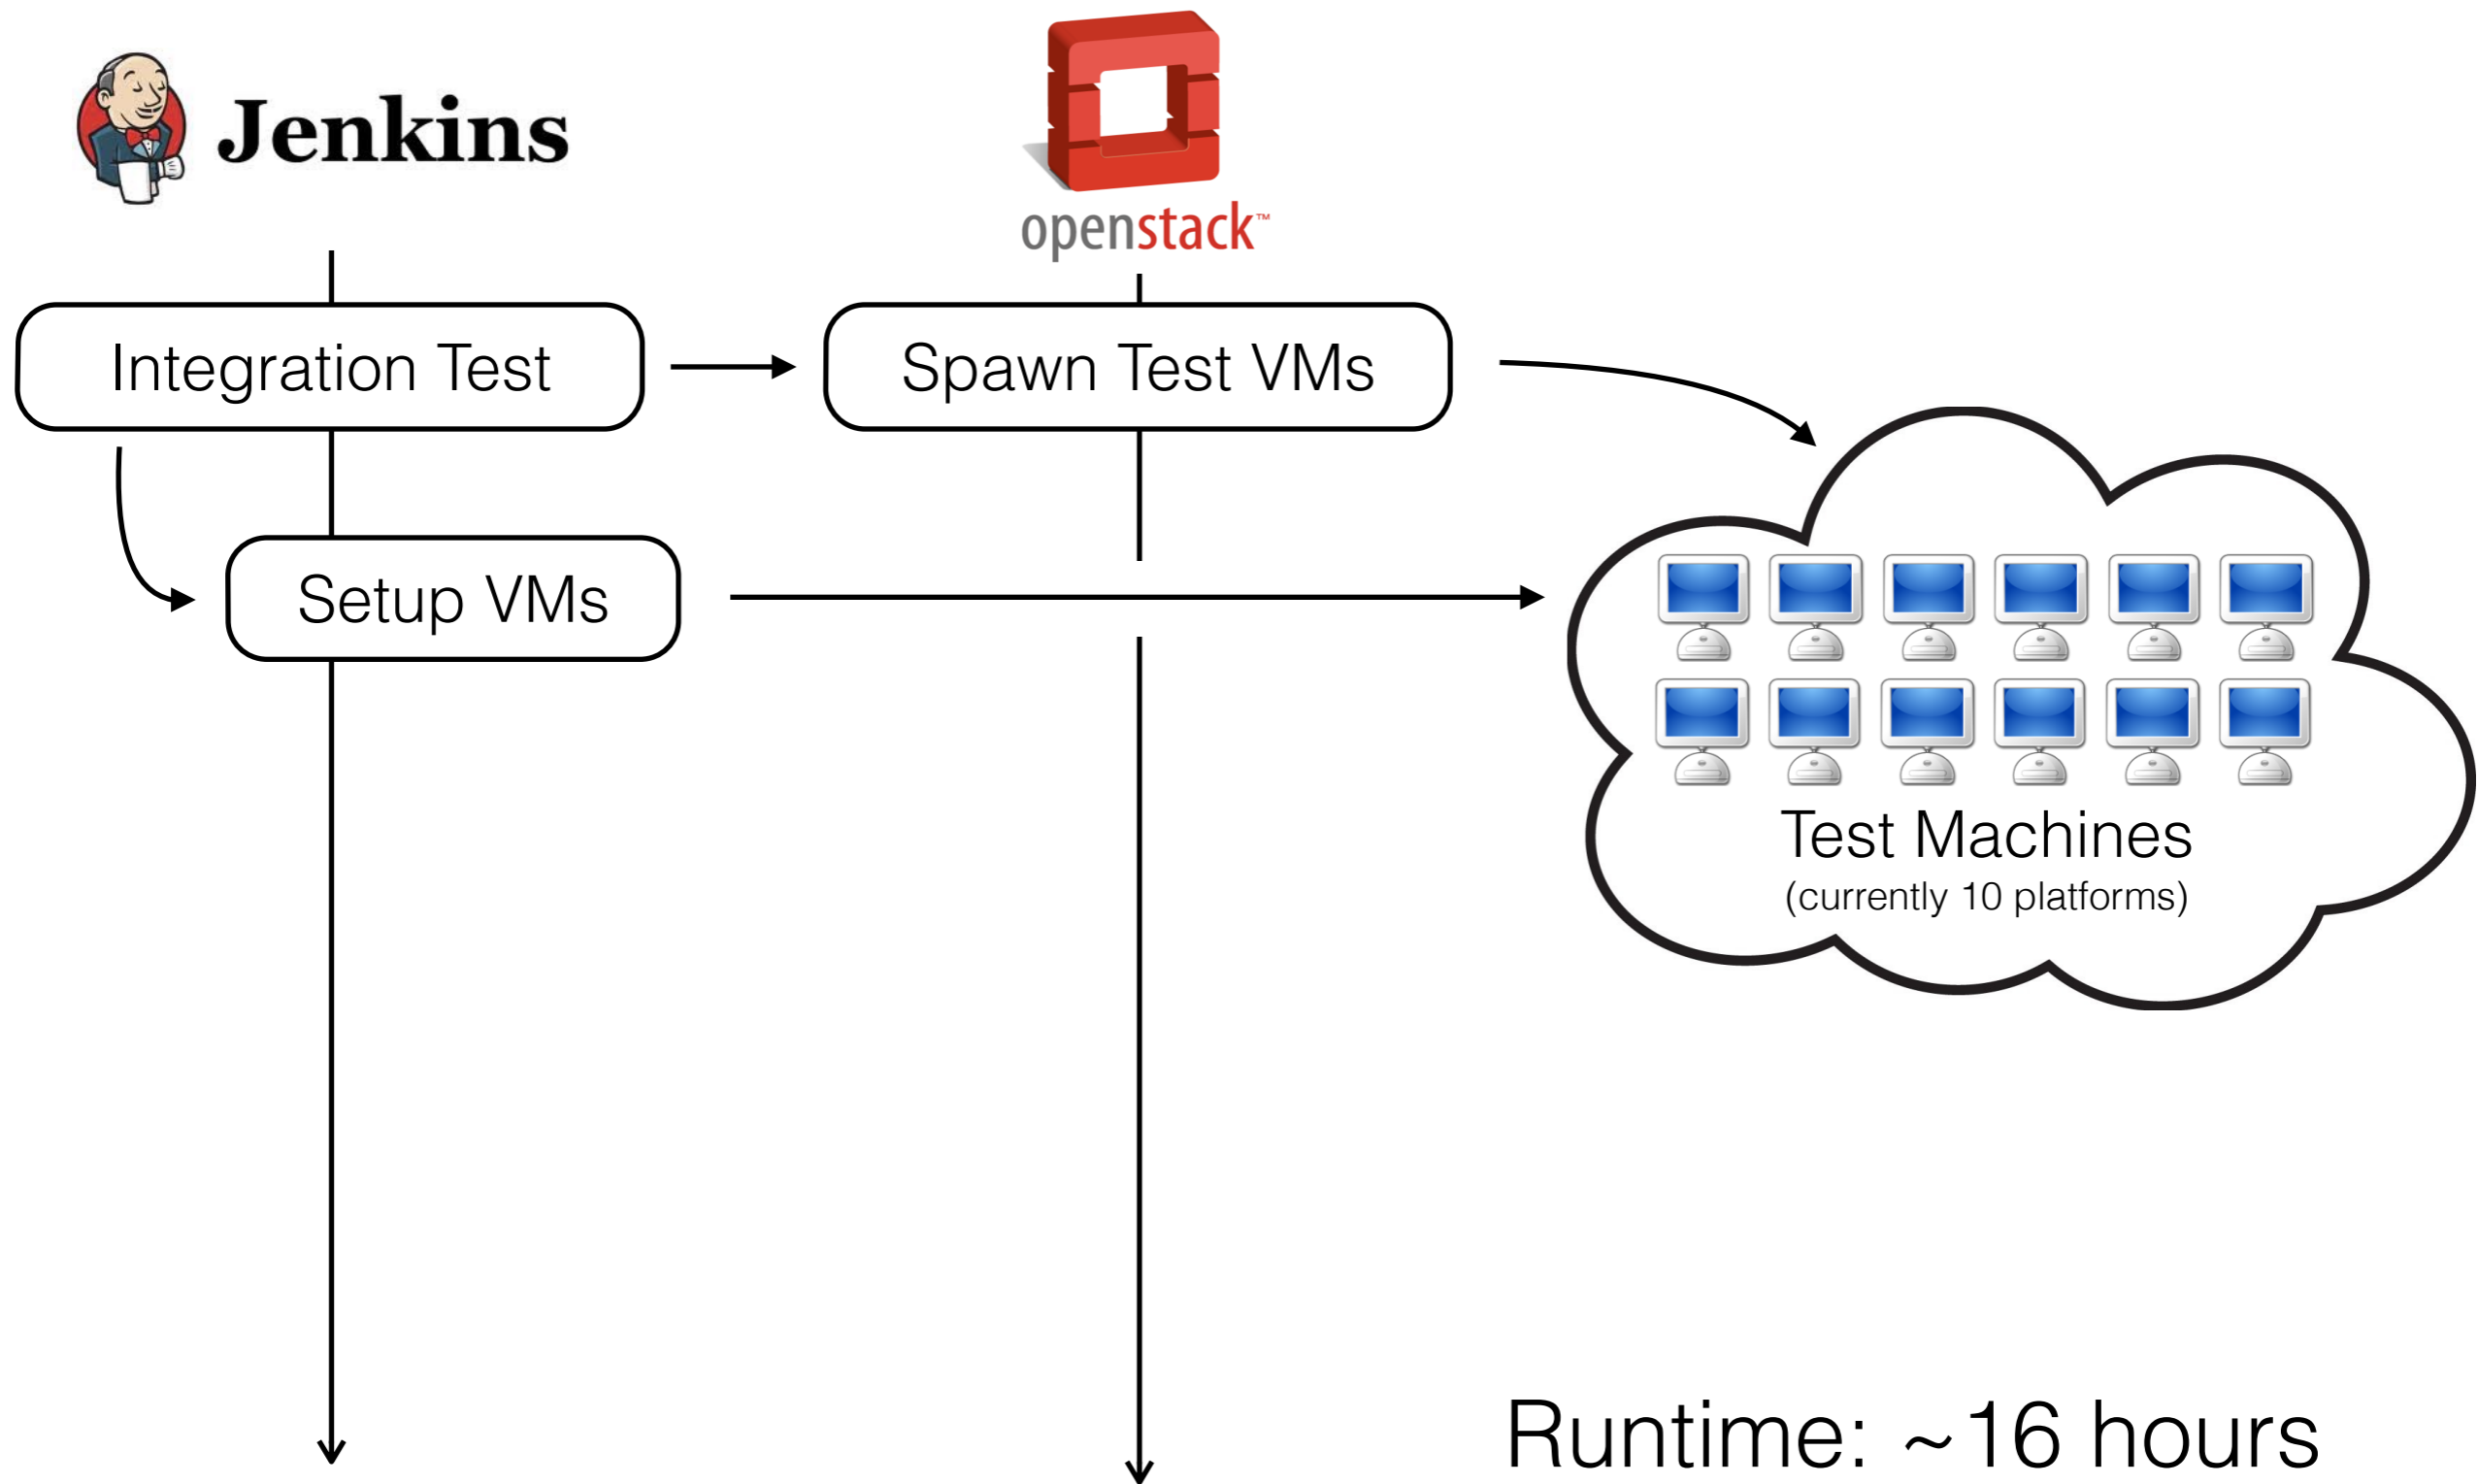 Jenkins
openstack™
Integration Test
Spawn Test VMs
Setup VMs
Test Machines
(currently 10 platforms)
Runtime: ~16 hours